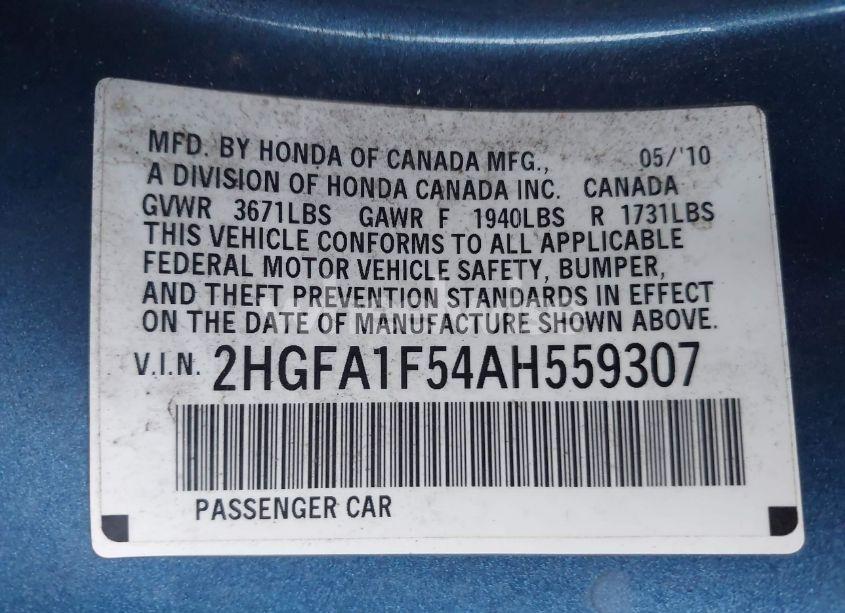 MFD. BY HONDA OF CANADA MFG., 05/'10
A DIVISION OF HONDA CANADA INC. CANADA
GVWR 3671LBS GAWR F 1940LBS R 1731LBS
THIS VEHICLE CONFORMS TO ALL APPLICABLE
FEDERAL MOTOR VEHICLE SAFETY, BUMPER,
AND THEFT PREVENTION STANDARDS IN EFFECT
ON THE DATE OF MANUFACTURE SHOWN ABOVE.
V.I.N. 2HGFA1F54AH559307
PASSENGER CAR